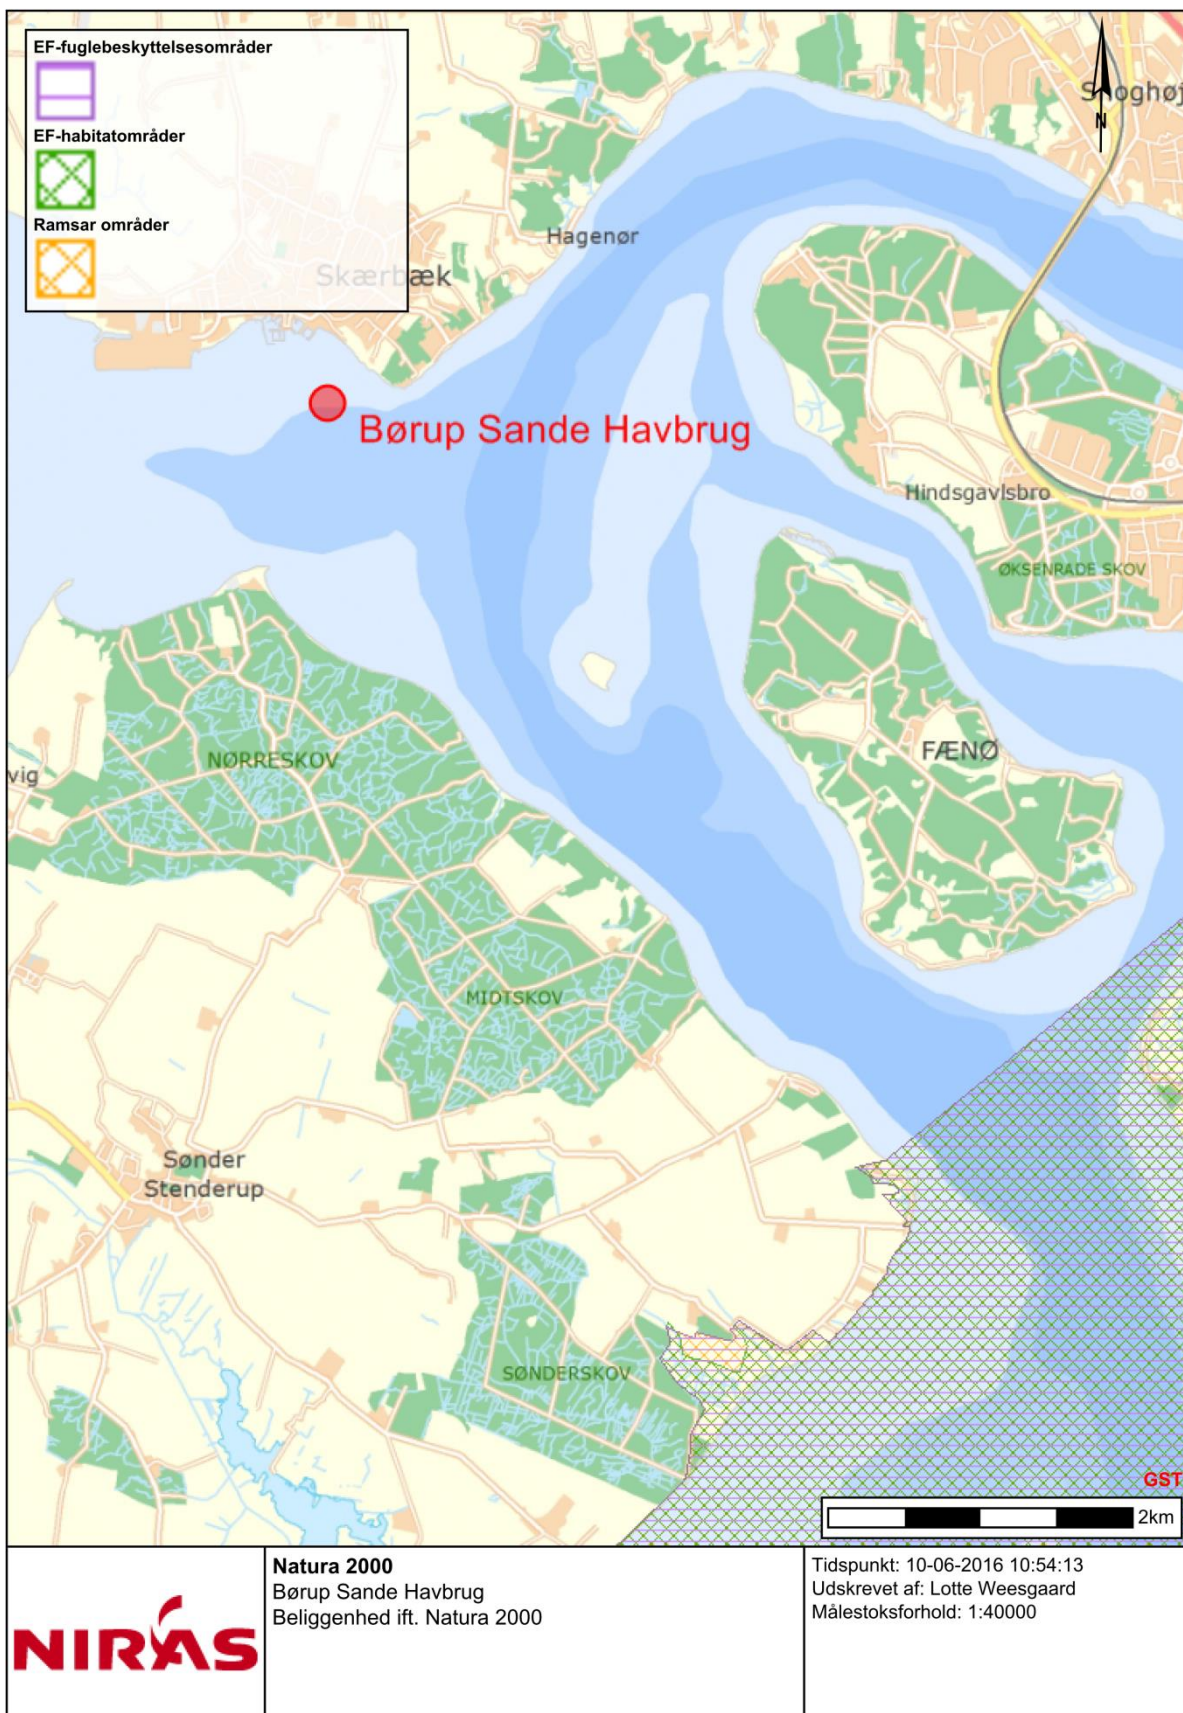 EF-fuglebeskyttelsesområder
EF-habitatområder
Ramsar områder
N
Hagenør
Skærbæk
Børup Sande Havbrug
Hindsgavlsbro
ØKSENRADE SKOV
NØRRESKOV
FÆNØ
vig
MIDTSKOV
Sønder
Stenderup
SØNDERSKOV
GST
2km
NIRAS
Natura 2000
Børup Sande Havbrug
Beliggenhed ift. Natura 2000
Tidspunkt: 10-06-2016 10:54:13
Udskrevet af: Lotte Weesgaard
Målestoksforhold: 1:40000